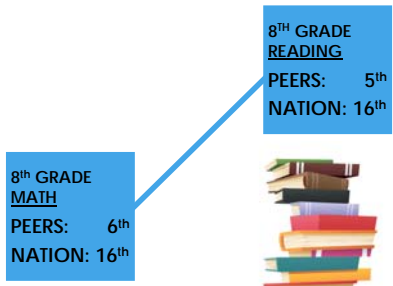 8TH GRADE
READING
PEERS: 5th
NATION: 16th
8th GRADE
MATH
PEERS: 6th
NATION: 16th